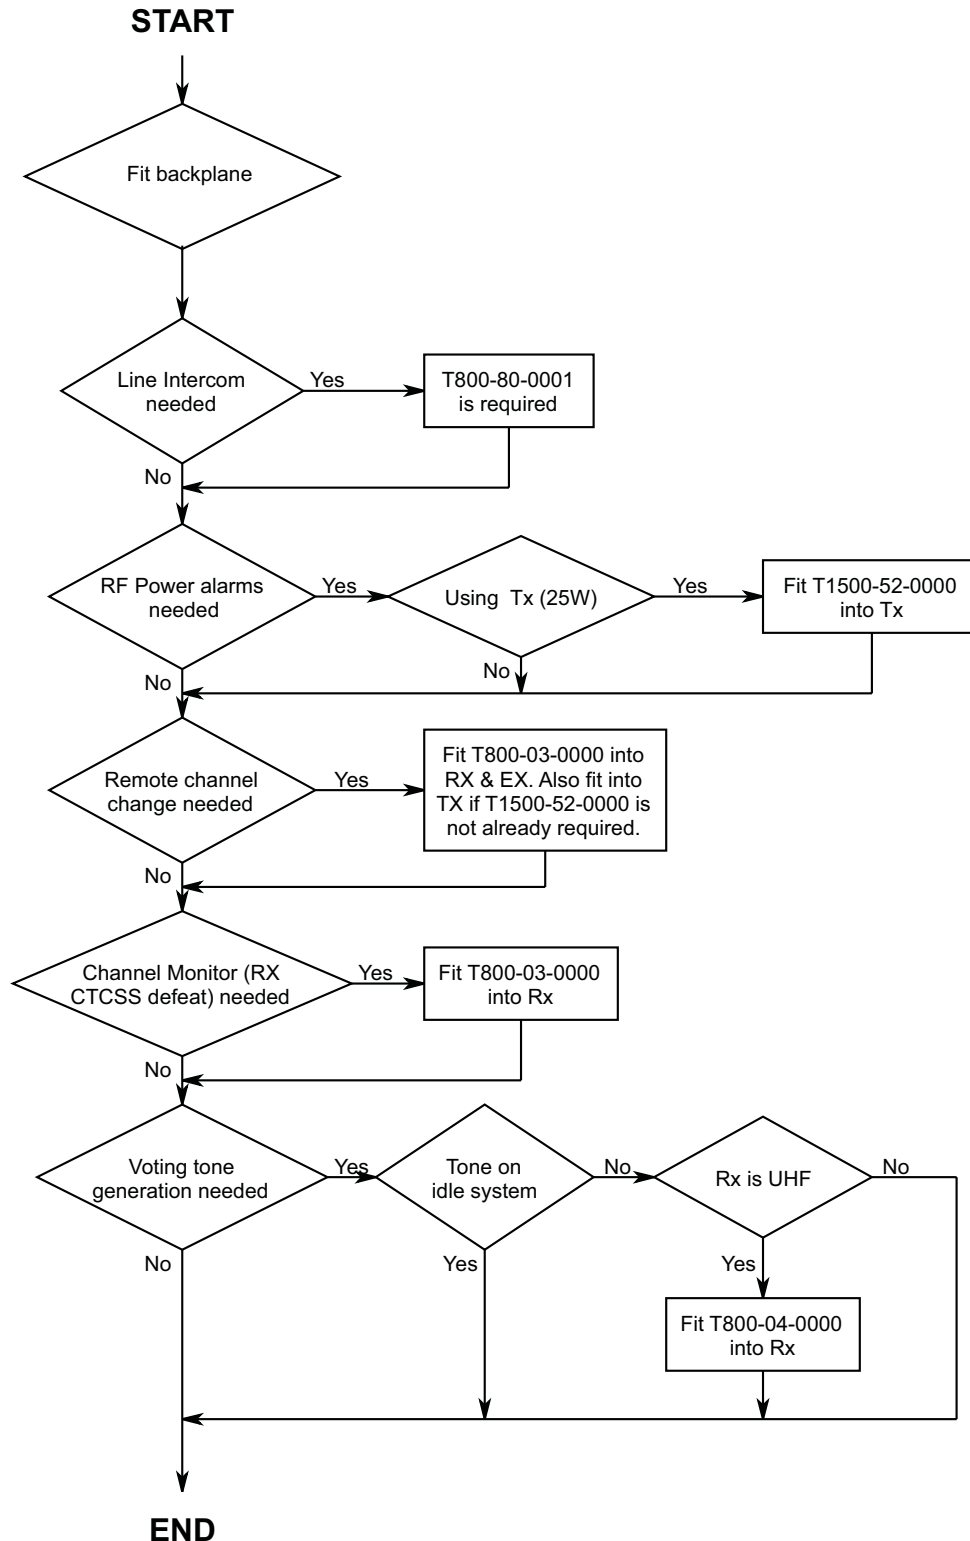 START
Fit backplane
Line Intercom
needed
Yes
T800-80-0001
is required
No
RF Power alarms
needed
Yes
Using Tx (25W)
Yes
Fit T1500-52-0000
into Tx
No
No
Remote channel
change needed
Yes
Fit T800-03-0000 into
RX & EX. Also fit into
TX if T1500-52-0000 is
not already required.
No
Channel Monitor (RX
CTCSS defeat) needed
Yes
Fit T800-03-0000
into Rx
No
Voting tone
generation needed
Yes
Tone on
idle system
No
Rx is UHF
No
No
Yes
Yes
Fit T800-04-0000
into Rx
END